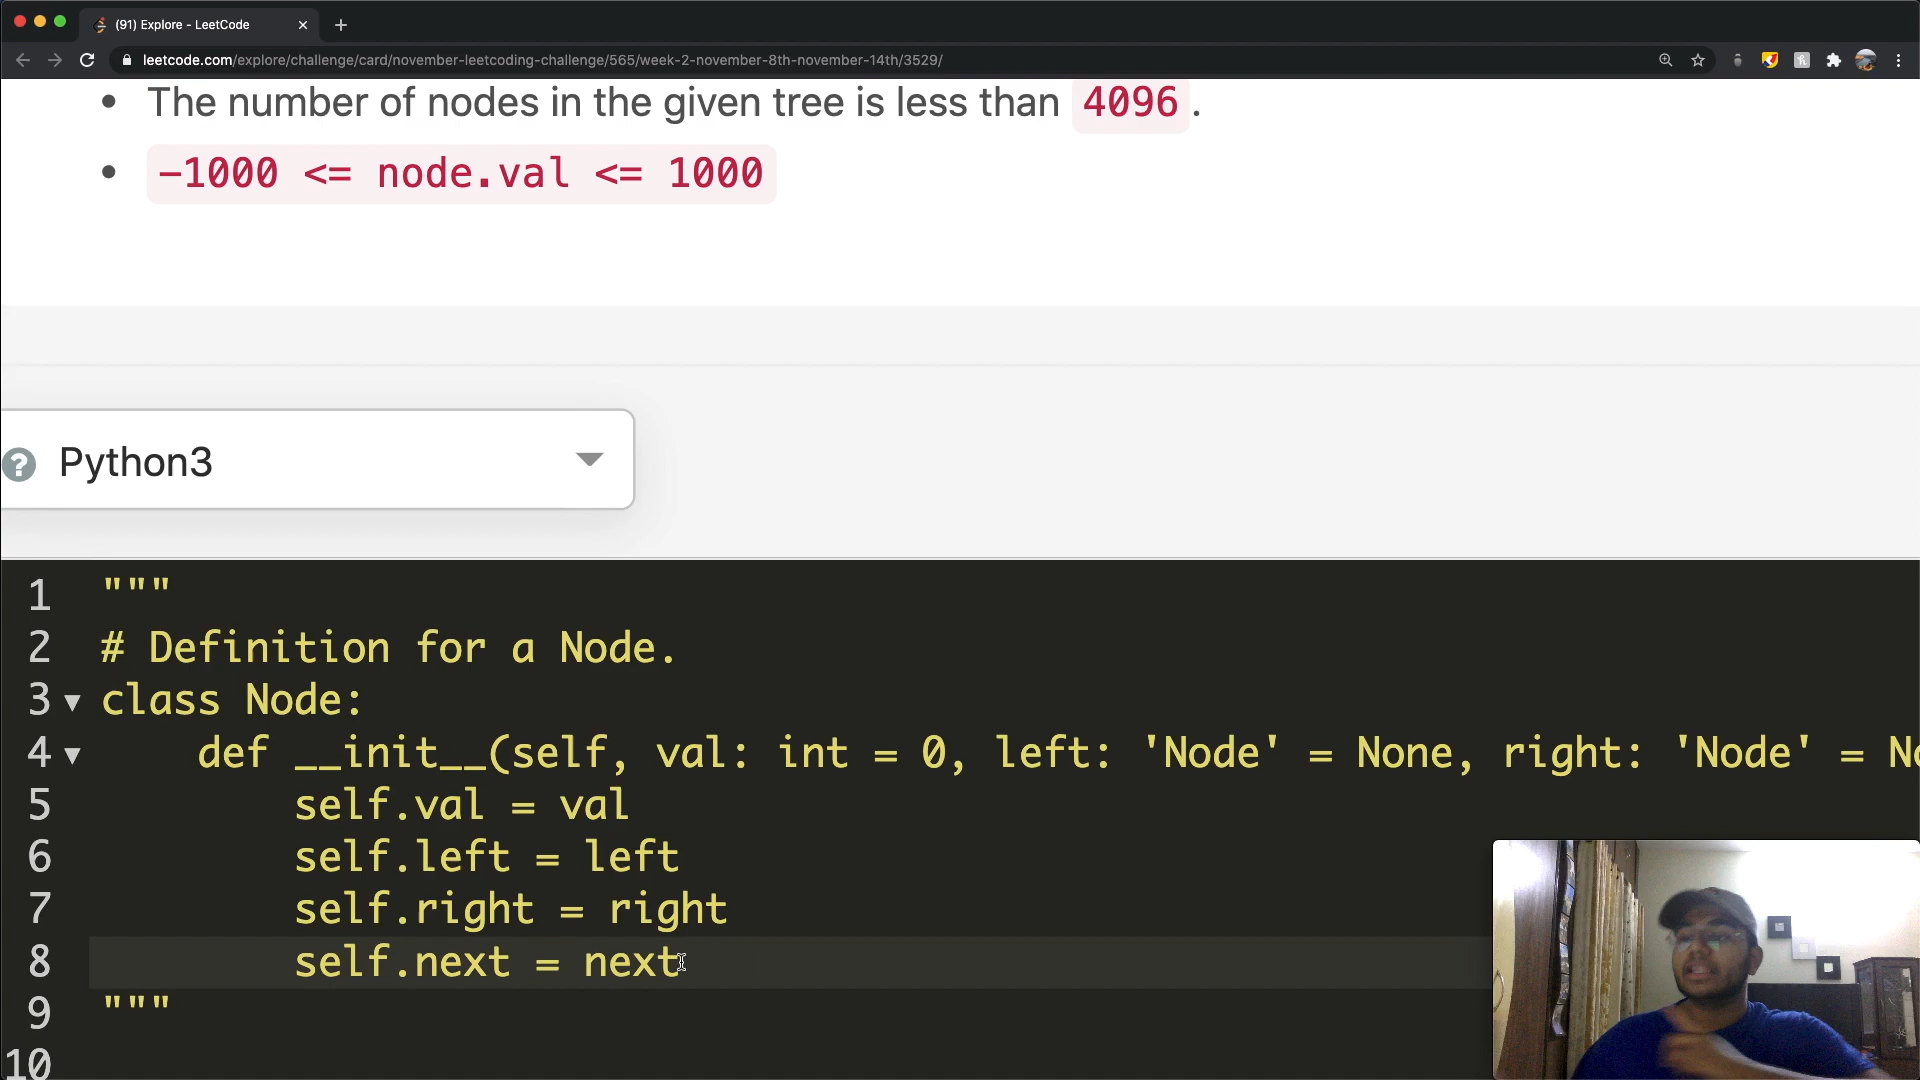 (91) Explore - LeetCode
leetcode.com/explore/challenge/card/november-leetcoding-challenge/565/week-2-november-8th-november-14th/3529/
• The number of nodes in the given tree is less than 4096.
• -1000 <= node.val <= 1000
? Python3
1 """
2 # Definition for a Node.
3 class Node:
4 def __init__(self, val: int = 0, left: 'Node' = None, right: 'Node' = No
5 self.val = val
6 self.left = left
7 self.right = right
8 self.next = next
9 """
10